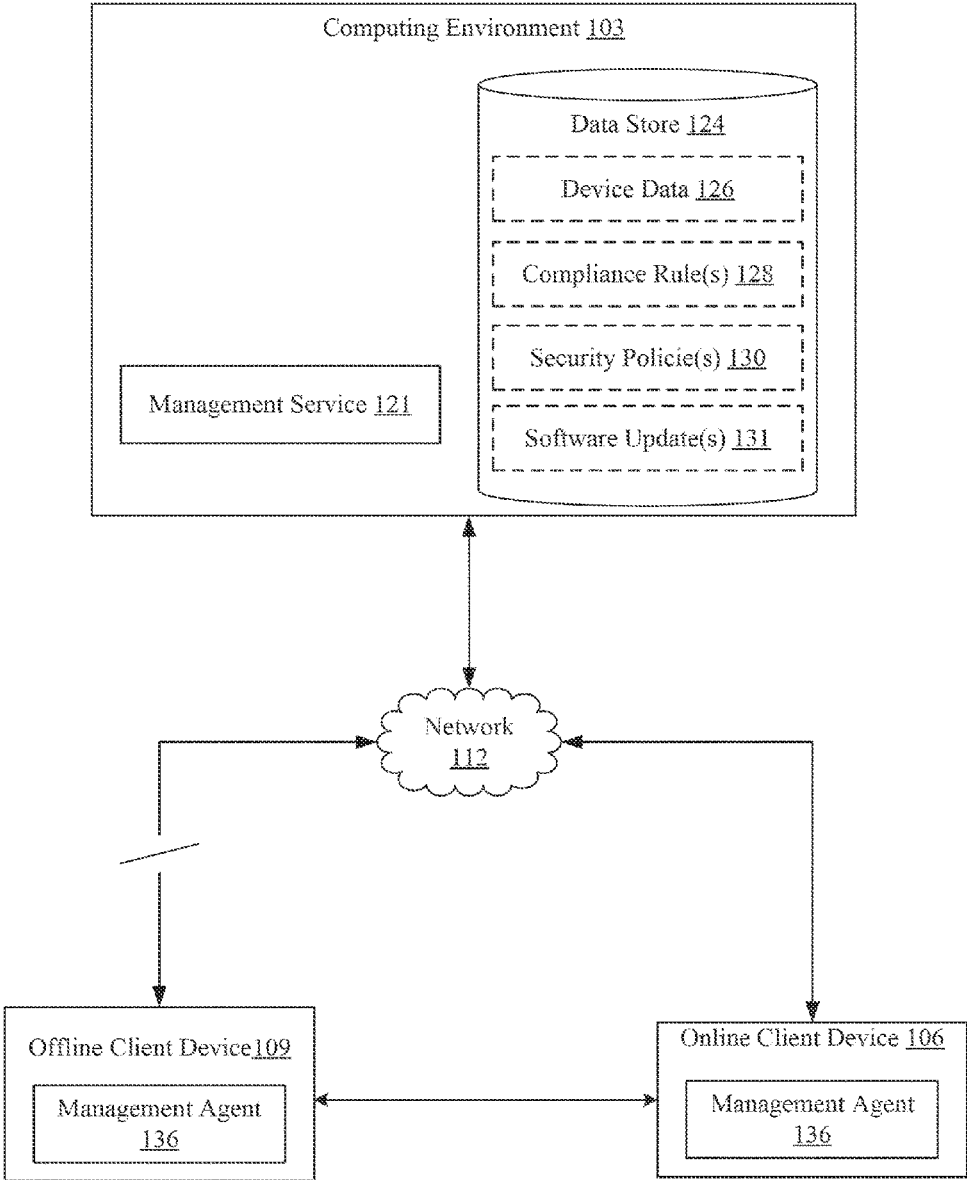 Computing Environment 103
Data Store 124
Device Data 126
Compliance Rule(s) 128
Security Policie(s) 130
Management Service 121
Software Update(s) 131
Network
112
Offline Client Device109
Management Agent
136
Online Client Device 106
Management Agent
136